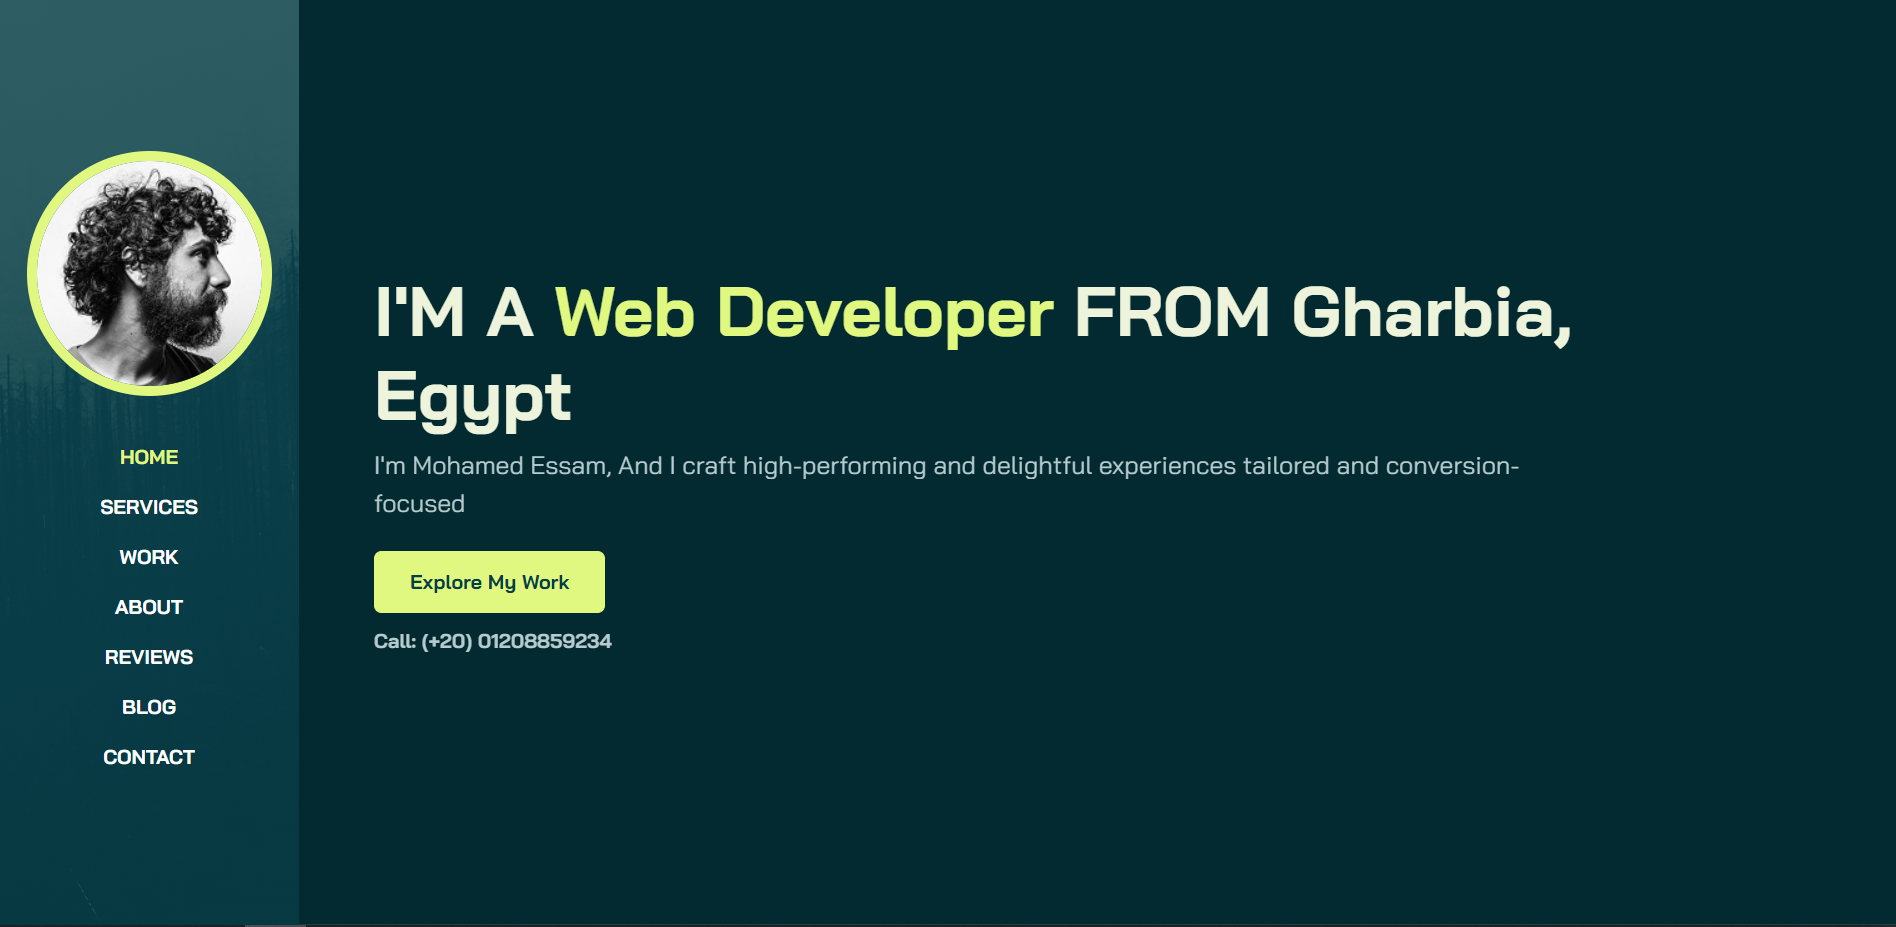 HOME
SERVICES
WORK
ABOUT
REVIEWS
BLOG
CONTACT
I'M A Web Developer FROM Gharbia,
Egypt
I'm Mohamed Essam, And I craft high-performing and delightful experiences tailored and conversion-
focused
Explore My Work
Call: (+20) 01208859234